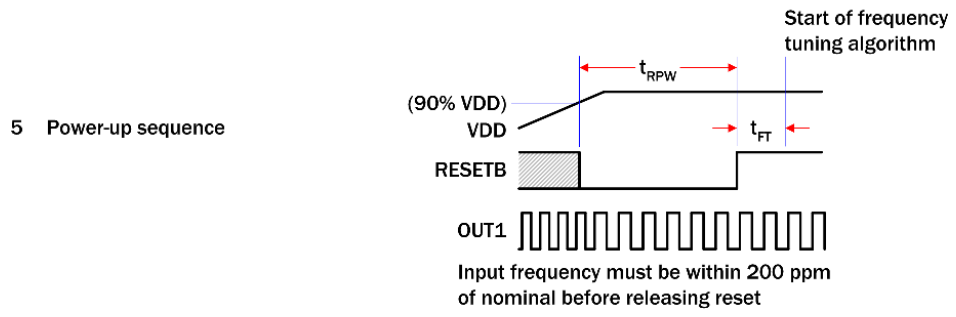 Start of frequency
tuning algorithm
tRPW
(90% VDD)
5 Power-up sequence
VDD
tFT
RESETB
OUT1
Input frequency must be within 200 ppm
of nominal before releasing reset